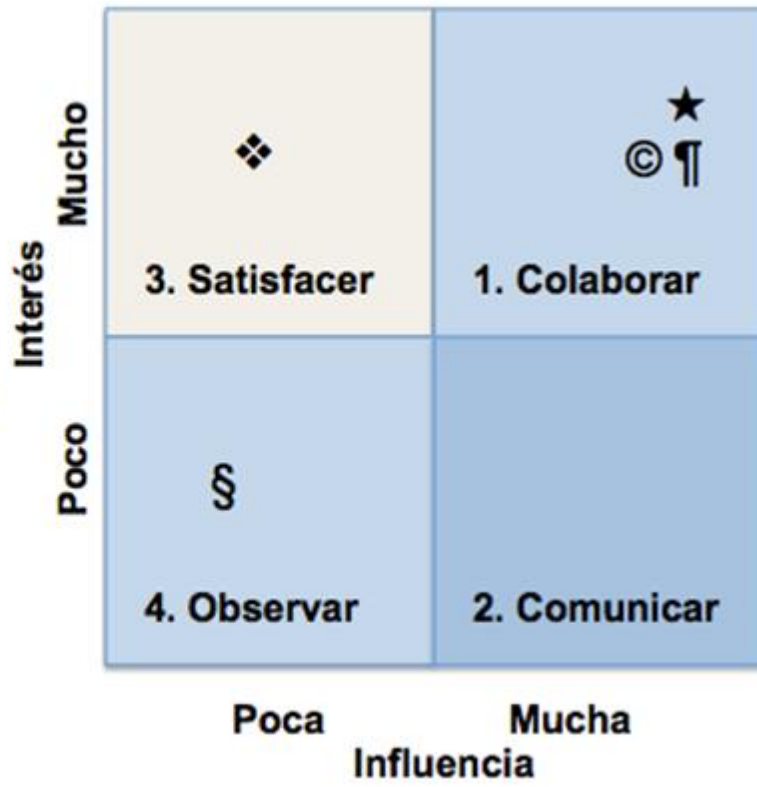 Mucho
Interés
Poco
❖
★
© ¶
3. Satisfacer
1. Colaborar
§
4. Observar
2. Comunicar
Poca
Mucha
Influencia